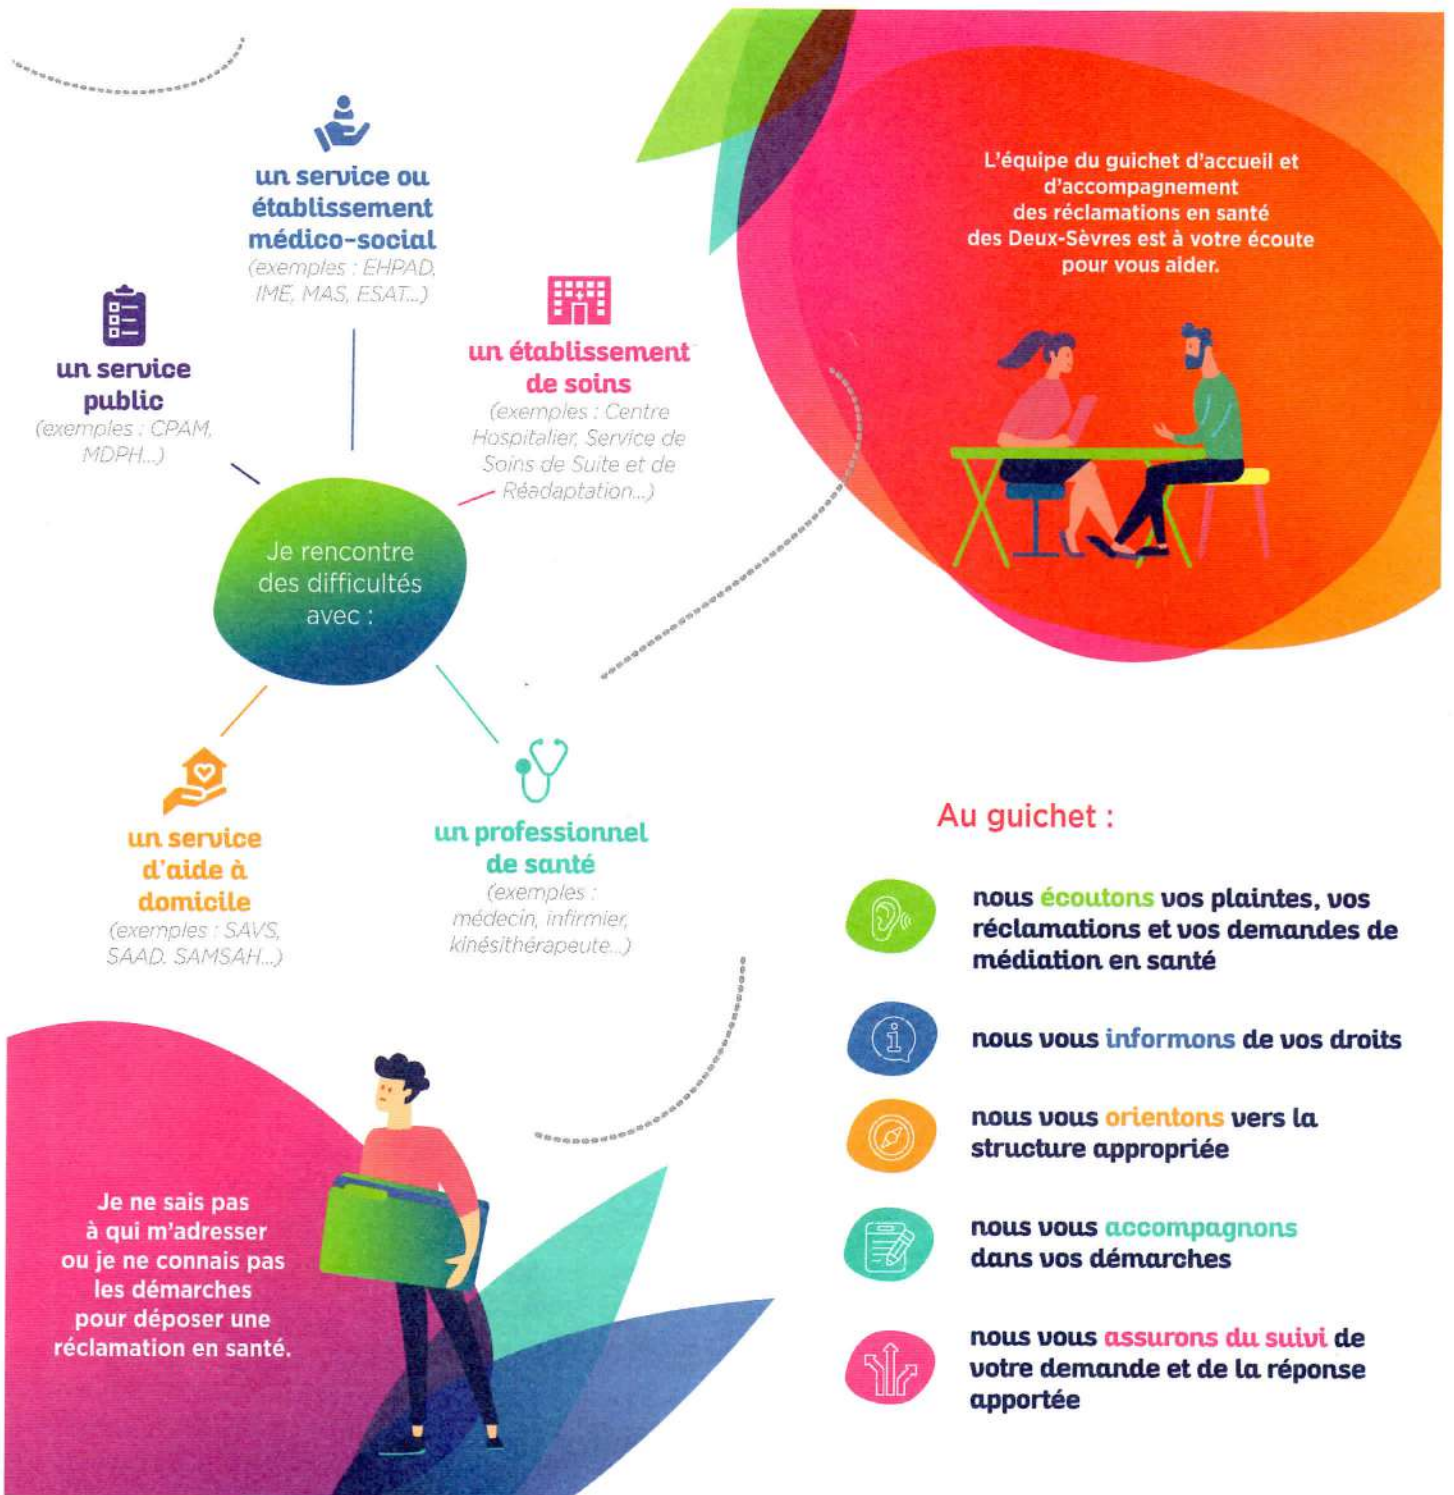 un service ou
établissement
médico-social
(exemples : EHPAD,
IME, MAS, ESAT...)
un service
public
(exemples : CPAM,
MDPH...)
un établissement
de soins
(exemples : Centre
Hospitalier, Service de
Soins de Suite et de
Réadaptation...)
Je rencontre
des difficultés
avec :
un service
d'aide à
domicile
(exemples : SAVS,
SAAD. SAMSAH...)
un professionnel
de santé
(exemples :
médecin, infirmier,
kinésithérapeute...)
Je ne sais pas
à qui m'adresser
ou je ne connais pas
les démarches
pour déposer une
réclamation en santé.
L'équipe du guichet d'accueil et
d'accompagnement
des réclamations en santé
des Deux-Sèvres est à votre écoute
pour vous aider.
Au guichet :
nous écoutons vos plaintes, vos
réclamations et vos demandes de
médiation en santé
nous vous informons de vos droits
nous vous orientons vers la
structure appropriée
nous vous accompagnons
dans vos démarches
nous vous assurons du suivi de
votre demande et de la réponse
apportée